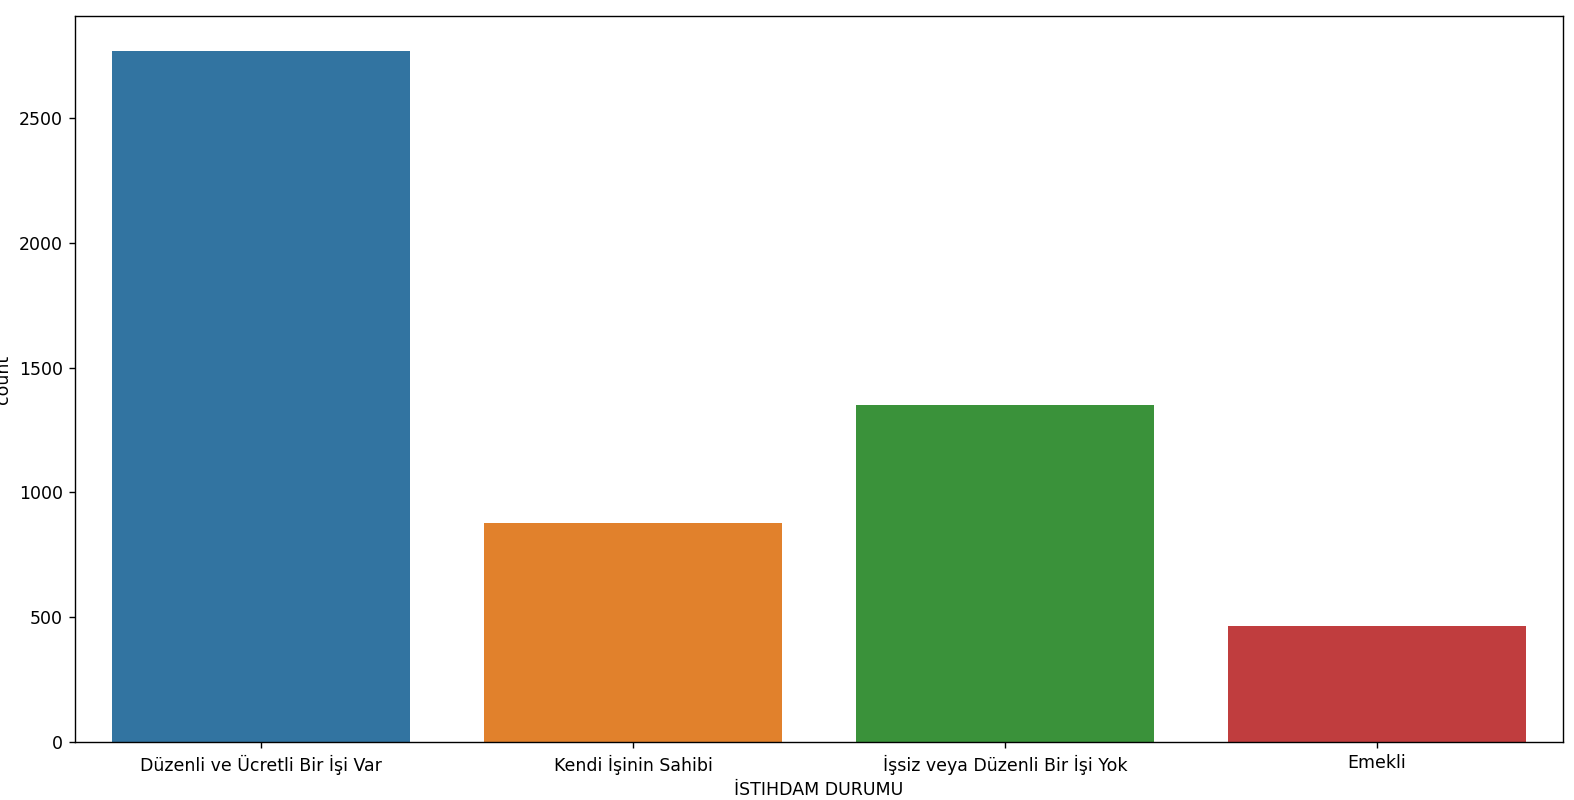 2500
2000
1500
1000
500
0
count
Düzenli ve Ücretli Bir İşi Var
Kendi İşinin Sahibi
İşsiz veya Düzenli Bir İşi Yok
Emekli
İSTIHDAM DURUMU